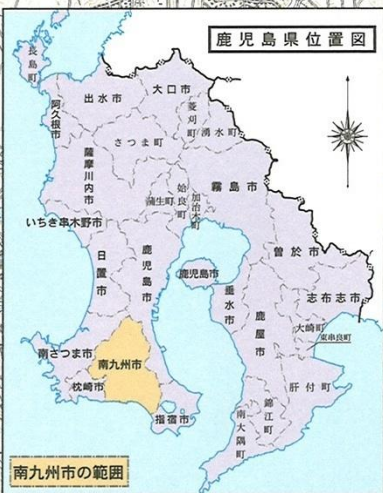 鹿児島県位置図
長島町
出水市
大口市
阿久根市
菱刈町
湧水町
さつま町
薩摩川内市
霧島市
蒲生町
姶良町
加治木町
いちき串木野市
曽於市
日置市
鹿児島市
鹿児島市
垂水市
志布志市
鹿屋市
大崎町
東串良町
南さつま市
南九州市
枕崎市
肝付町
指宿市
錦江町
南大隅町
南九州市の範囲